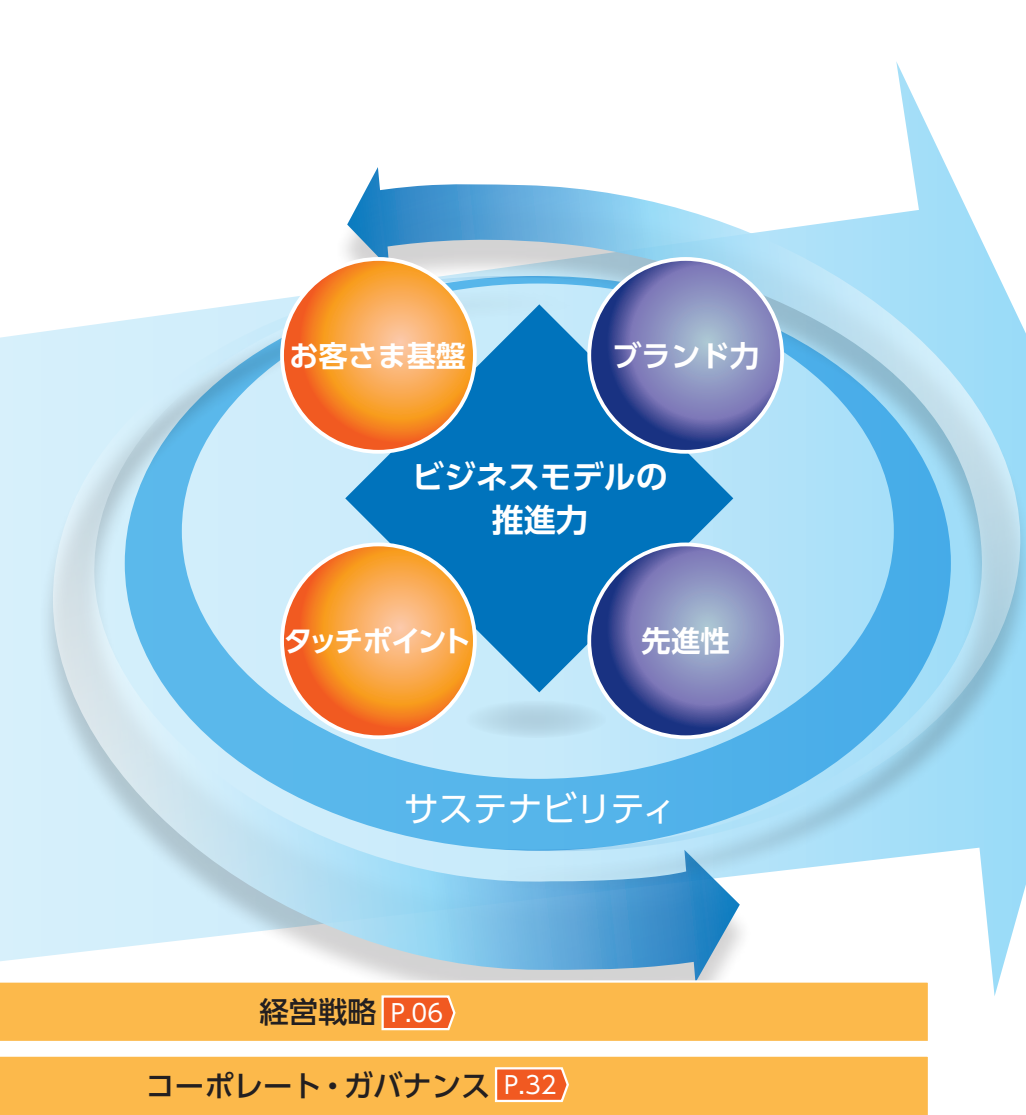 お客さま基盤
ブランド力
ビジネスモデルの
推進力
タッチポイント
先進性
サステナビリティ
経営戦略 P.06
コーポレート・ガバナンス P.32